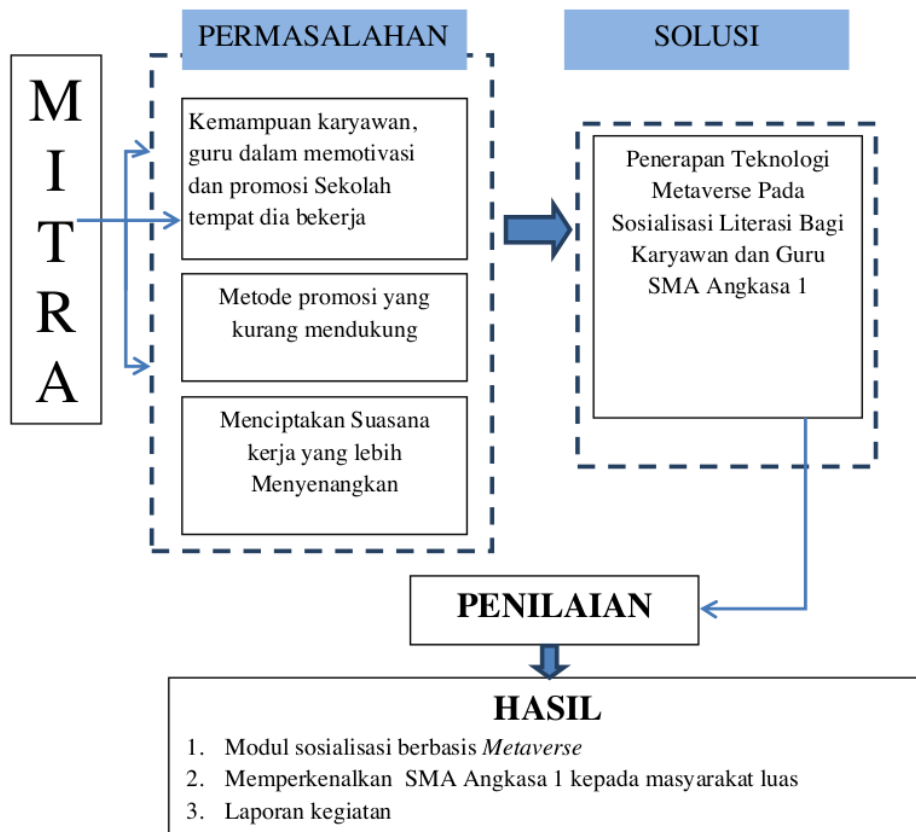 MITRA
PERMASALAHAN
Kemampuan karyawan,
guru dalam memotivasi
dan promosi Sekolah
tempat dia bekerja
Metode promosi yang
kurang mendukung
Menciptakan Suasana
kerja yang lebih
Menyenangkan
SOLUSI
Penerapan Teknologi
Metaverse Pada
Sosialisasi Literasi Bagi
Karyawan dan Guru
SMA Angkasa 1
PENILAIAN
HASIL
1. Modul sosialisasi berbasis Metaverse
2. Memperkenalkan SMA Angkasa 1 kepada masyarakat luas
3. Laporan kegiatan